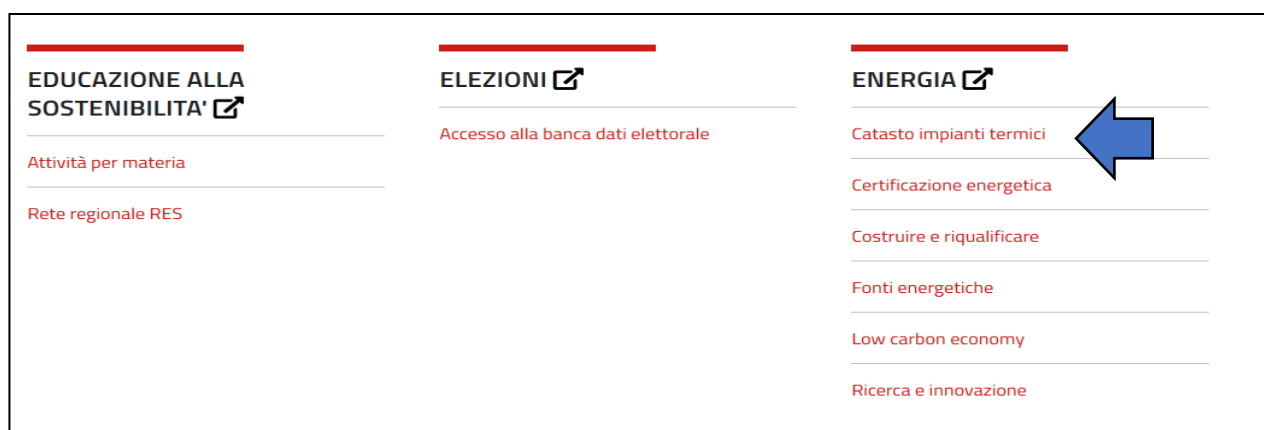 EDUCAZIONE ALLA
SOSTENIBILITA'
Attività per materia
Rete regionale RES
ELEZIONI
Accesso alla banca dati elettorale
ENERGIA
Catasto impianti termici
Certificazione energetica
Costruire e riqualificare
Fonti energetiche
Low carbon economy
Ricerca e innovazione